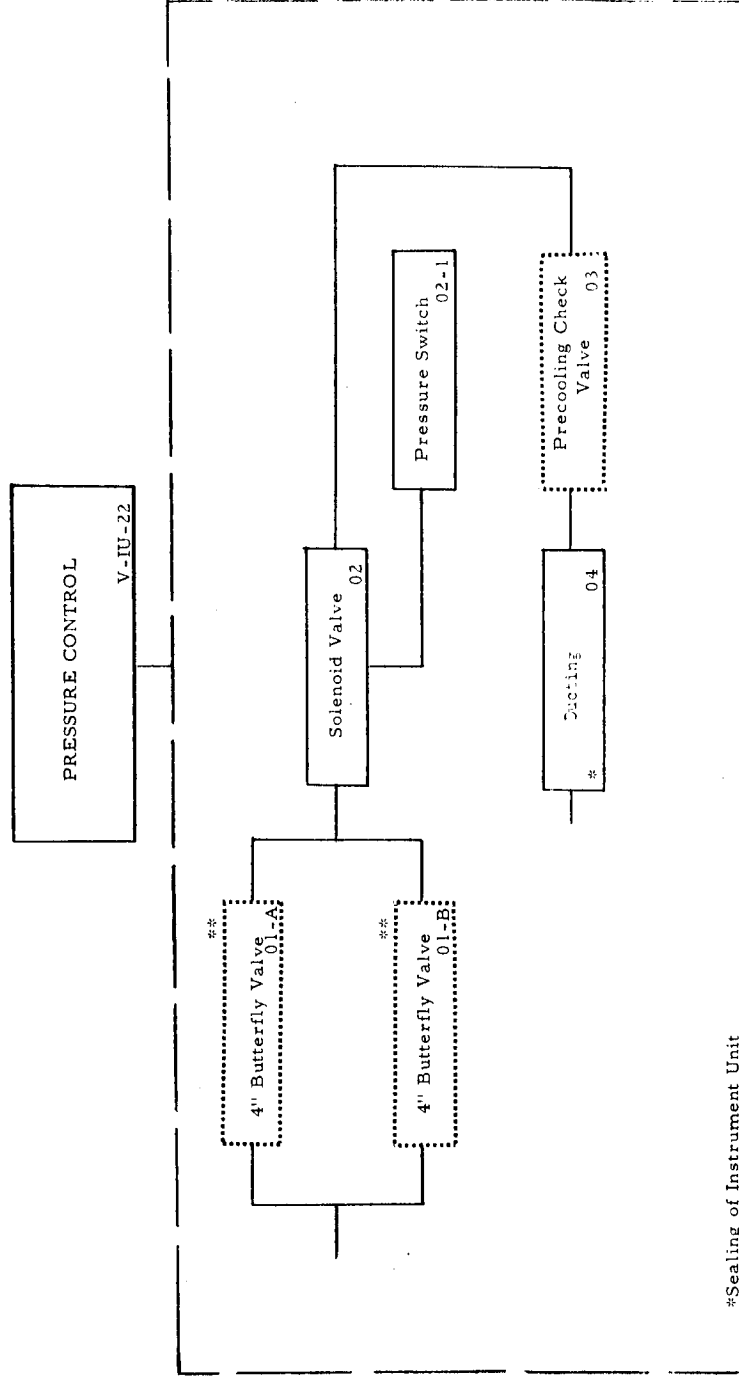 PRESSURE CONTROL
V-IU-22
**
4" Butterfly Valve
01-A
**
4" Butterfly Valve
01-B
Solenoid Valve
02
Pressure Switch
02-1
Precooling Check
Valve
03
Ducting
04
*
*Sealing of Instrument Unit